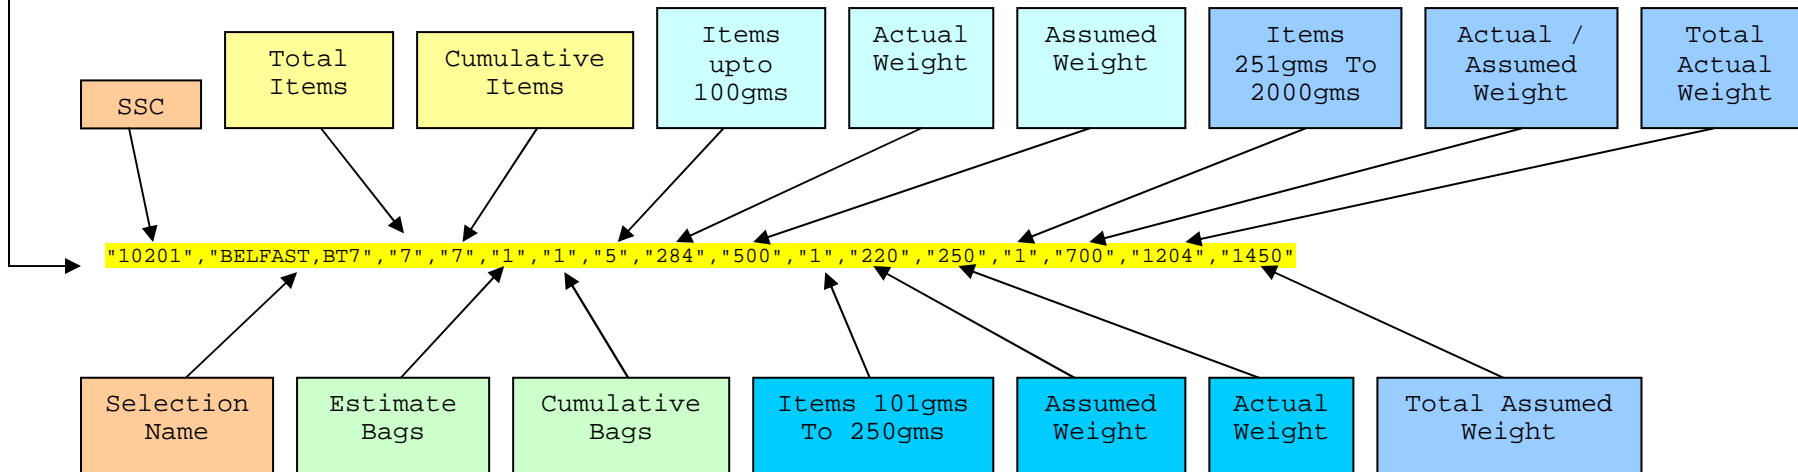 SSC
Total
Items
Cumulative
Items
Items
upto
100gms
Actual
Weight
Assumed
Weight
Items
251gms To
2000gms
Actual /
Assumed
Weight
Total
Actual
Weight
"10201","BELFAST,BT7","7","7","1","1","5","284","500","1","220","250","1","700","1204","1450"
Selection
Name
Estimate
Bags
Cumulative
Bags
Items 101gms
To 250gms
Assumed
Weight
Actual
Weight
Total Assumed
Weight